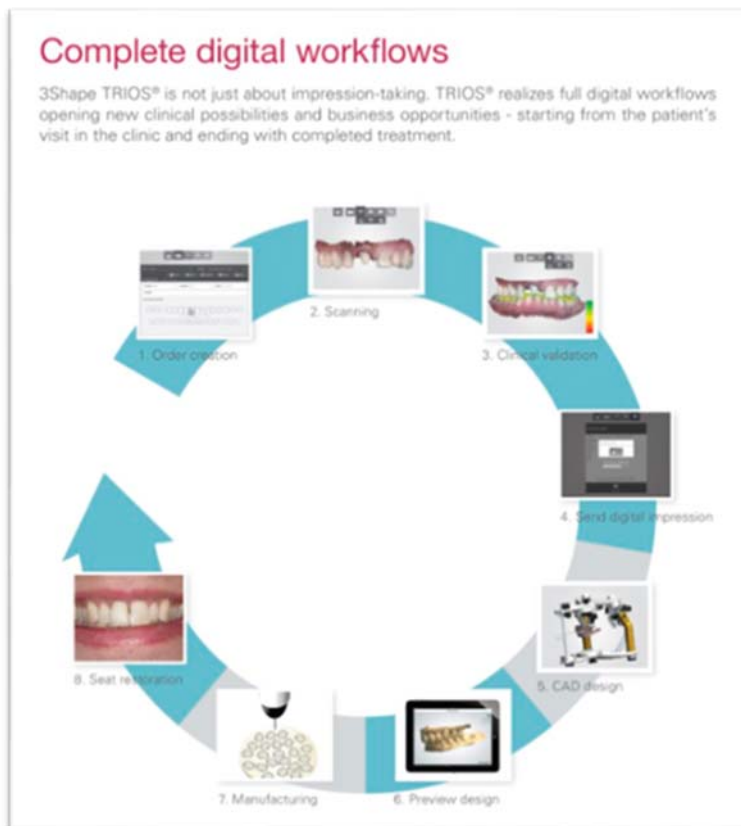 Complete digital workflows
3Shape TRIOS® is not just about impression-taking. TRIOS® realizes full digital workflows
opening new clinical possibilities and business opportunities - starting from the patient's
visit in the clinic and ending with completed treatment.
1. Order creation
2. Scanning
3. Clinical validation
4. Send digital impression
5. CAD design
6. Preview design
7. Manufacturing
8. Seat restoration